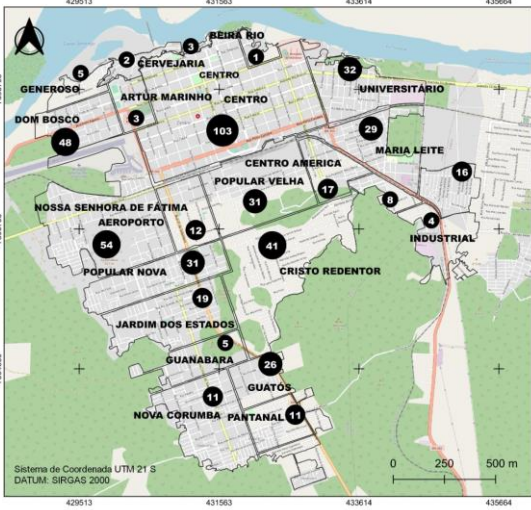 429513 431563 433614 435664
BEIRA RIO
3
2
1
CERVEJARIA
5
CENTRO
32
GENEROSO
UNIVERSITÁRIO
ARTUR MARINHO
CENTRO
DOM BOSCO
3
48
103
29
MARIA LEITE
CENTRO AMERICA
16
POPULAR VELHA
17
8
NOSSA SENHORA DE FÁTIMA
31
AEROPORTO
12
4
54
41
INDUSTRIAL
POPULAR NOVA
31
CRISTO REDENTOR
19
JARDIM DOS ESTADOS
5
GUANABARA
26
GUATÓS
11
NOVA CORUMBA
PANTANAL
11
Sistema de Coordenada UTM 21 S
DATUM: SIRGAS 2000
0 250 500 m
429513 431563 433614 435664